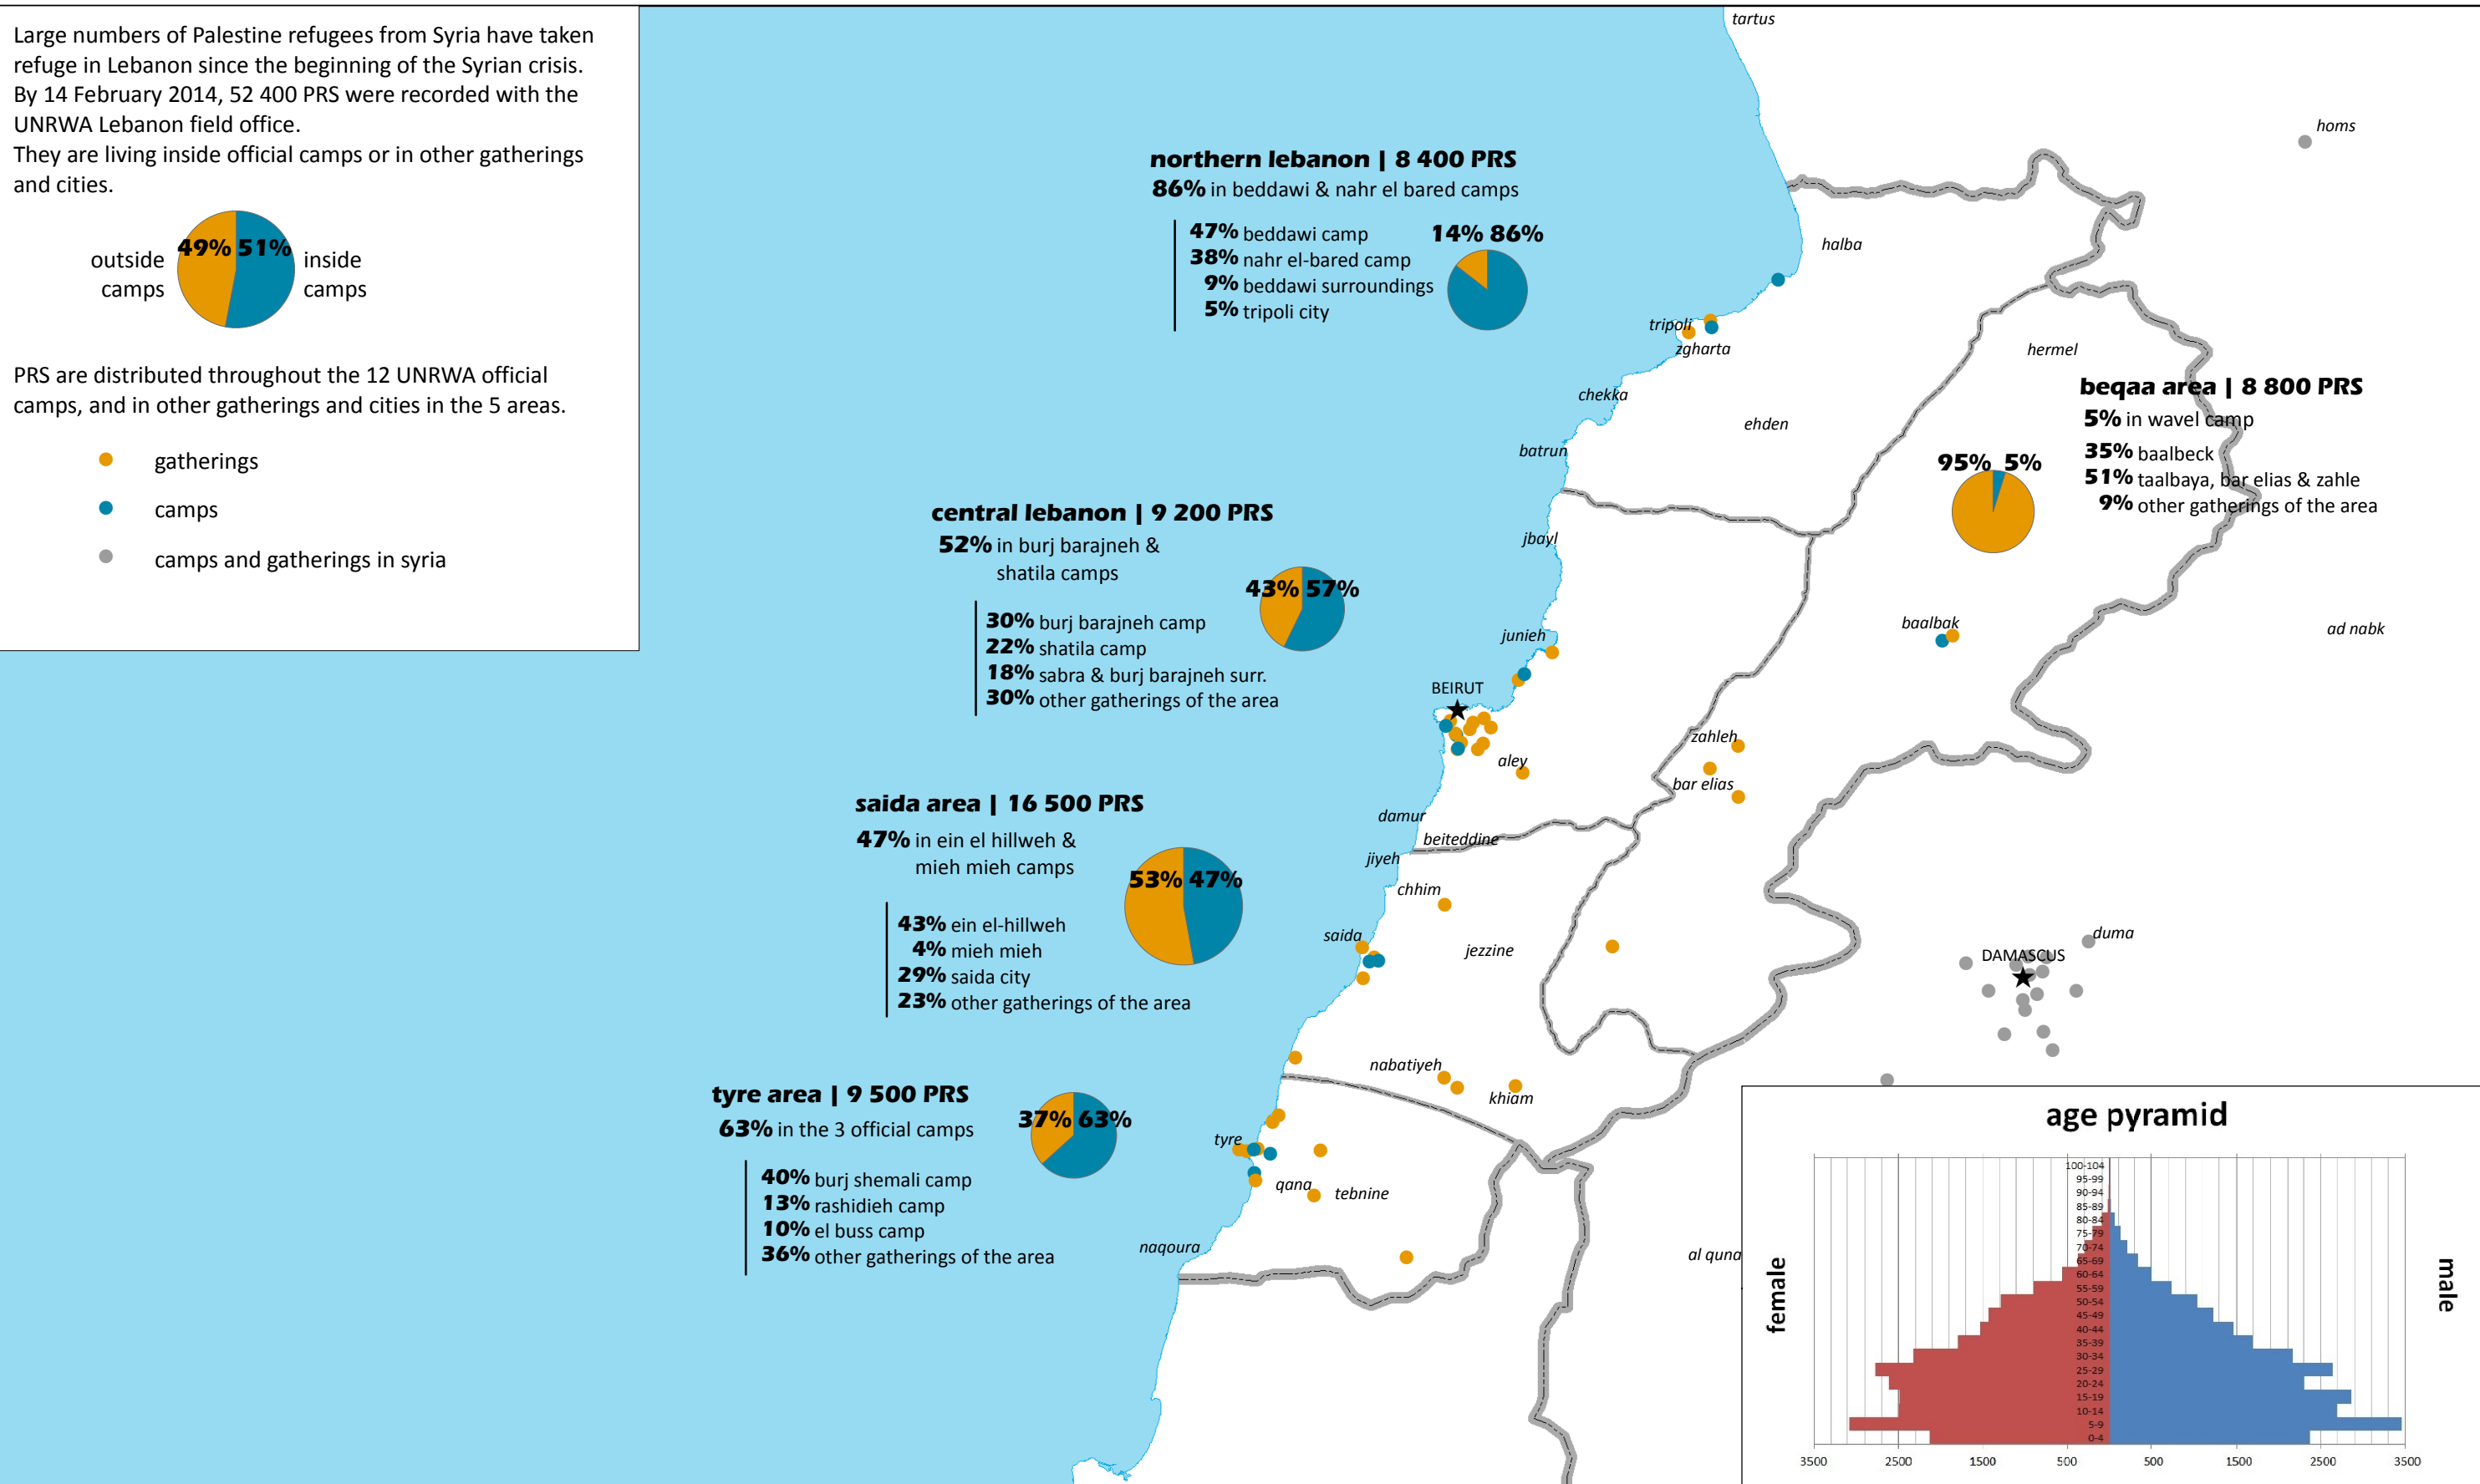 Large numbers of Palestine refugees from Syria have taken
refuge in Lebanon since the beginning of the Syrian crisis.
By 14 February 2014, 52 400 PRS were recorded with the
UNRWA Lebanon field office.
They are living inside official camps or in other gatherings
and cities.
49% 51%
outside
camps
inside
camps
PRS are distributed throughout the 12 UNRWA official
camps, and in other gatherings and cities in the 5 areas.
gatherings
camps
camps and gatherings in syria
northern lebanon | 8 400 PRS
86% in beddawi & nahr el bared camps
47% beddawi camp
38% nahr el-bared camp
9% beddawi surroundings
5% tripoli city
14% 86%
central lebanon | 9 200 PRS
52% in burj barajneh &
shatila camps
43% 57%
30% burj barajneh camp
22% shatila camp
18% sabra & burj barajneh surr.
30% other gatherings of the area
saida area | 16 500 PRS
47% in ein el hillweh &
mieh mieh camps
53% 47%
43% ein el-hillweh
4% mieh mieh
29% saida city
23% other gatherings of the area
tyre area | 9 500 PRS
63% in the 3 official camps
37% 63%
40% burj shemali camp
13% rashidieh camp
10% el buss camp
36% other gatherings of the area
beqaa area | 8 800 PRS
5% in wavel camp
35% baalbeck
51% taalbaya, bar elias & zahle
9% other gatherings of the area
95% 5%
tartus
homs
halba
tripoli
zgharta
hermel
chekka
ehden
batrun
jbayl
junieh
baalbak
ad nabk
BEIRUT
zahleh
aley
bar elias
damur
beiteddine
jiyeh
chhim
saida
jezzine
duma
DAMASCUS
nabatiyeh
khiam
tyre
qana
tebnine
naqoura
al quna
age pyramid
female
male
100-104
95-99
90-94
85-89
80-84
75-79
70-74
65-69
60-64
55-59
50-54
45-49
40-44
35-39
30-34
25-29
20-24
15-19
10-14
5-9
0-4
3500 2500 1500 500 500 1500 2500 3500